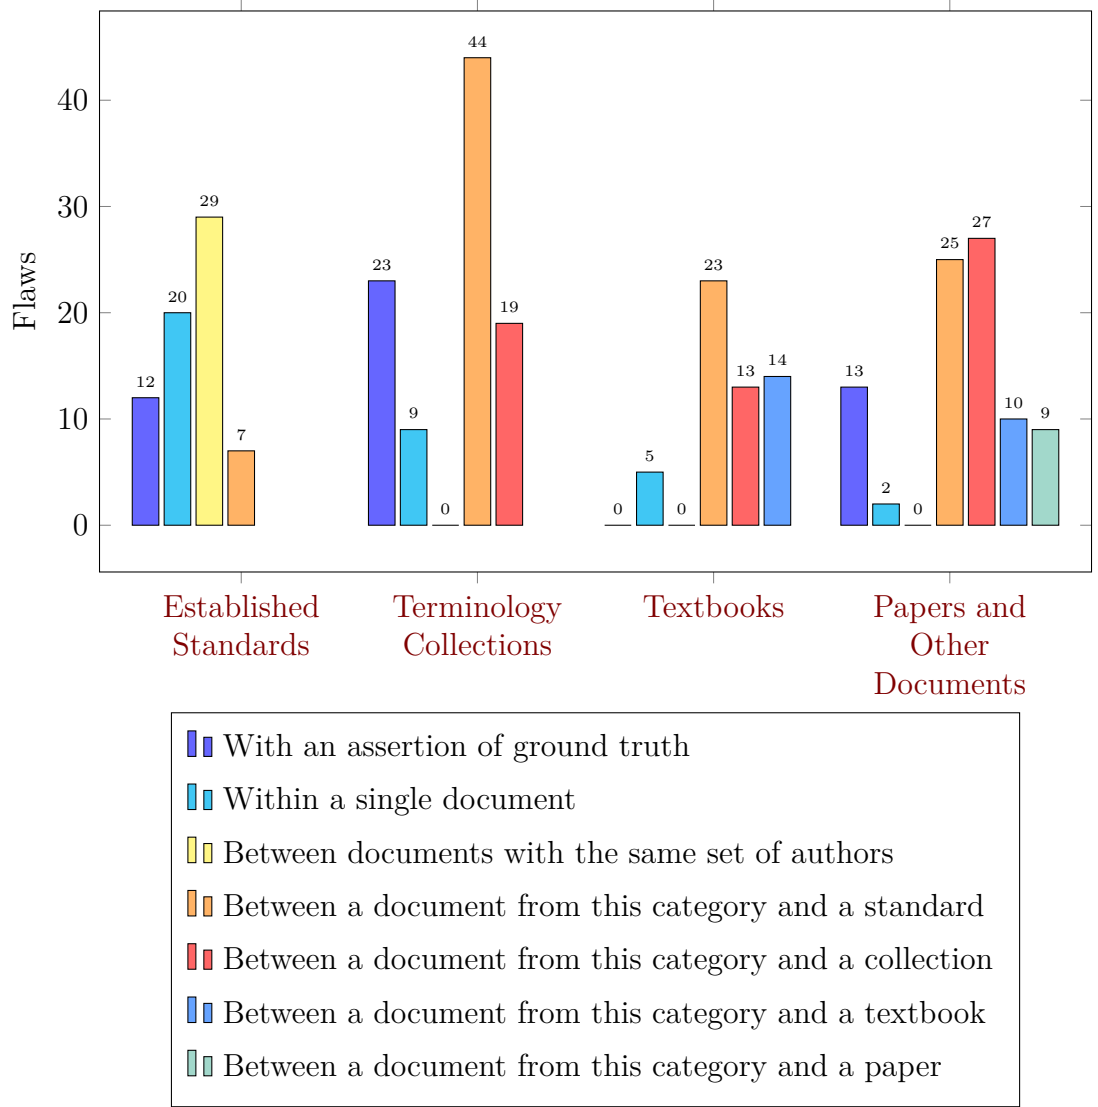 44
40
30
29
27
25
23
23
20
20
19
14
13
13
12
10
10
9
9
7
5
2
0
0
0
0
0
Flaws
Established
Standards
Terminology
Collections
Textbooks
Papers and
Other
Documents
With an assertion of ground truth
Within a single document
Between documents with the same set of authors
Between a document from this category and a standard
Between a document from this category and a collection
Between a document from this category and a textbook
Between a document from this category and a paper